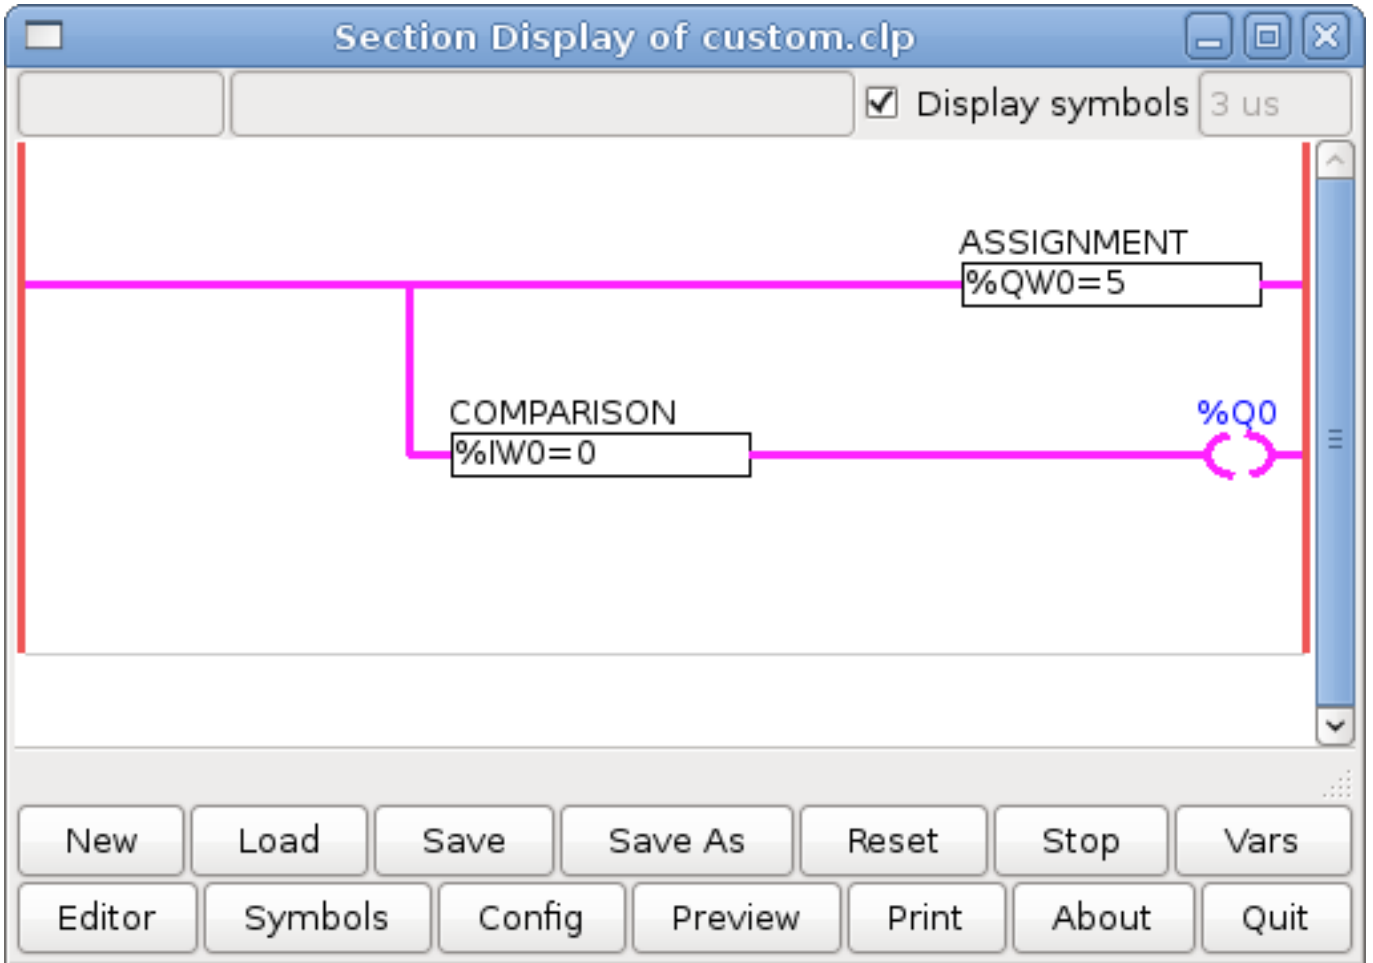 Section Display of custom.clp
Display symbols 3 us
ASSIGNMENT
%QW0=5
COMPARISON %Q0
%IW0=0
New Load Save Save As Reset Stop Vars
Editor Symbols Config Preview Print About Quit